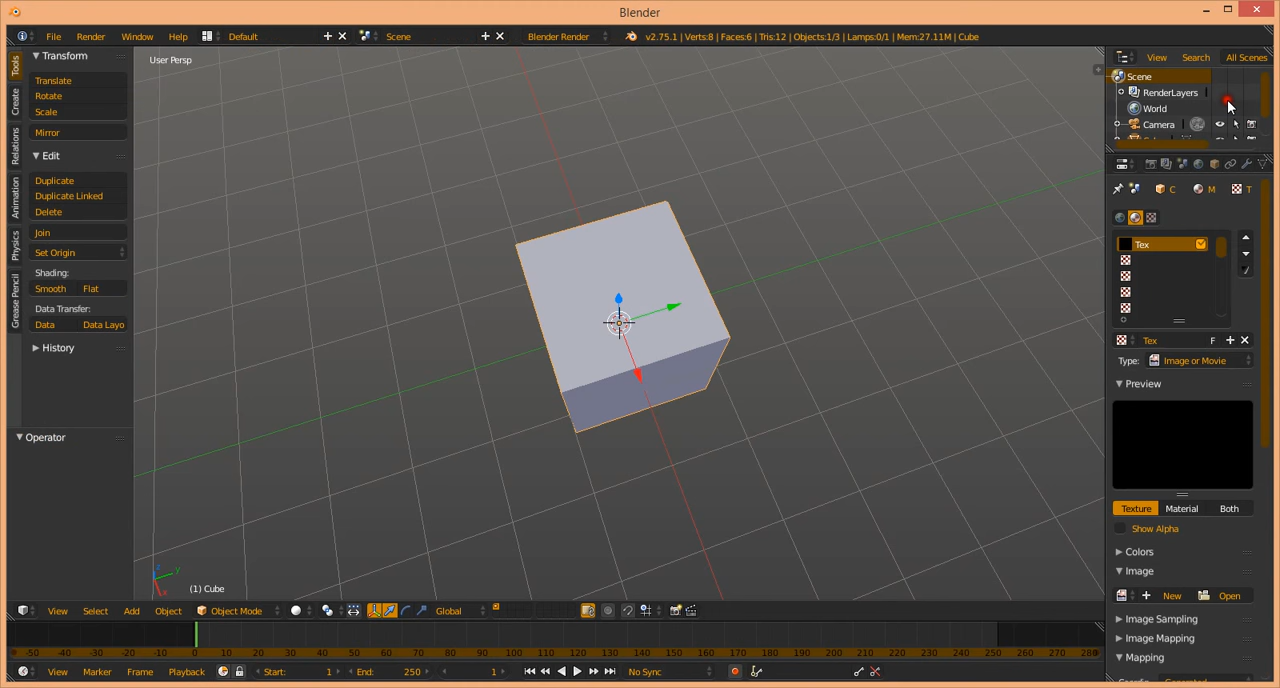 Blender
File Render Window Help Default Scene Blender Render v2.75.1 | Verts:8 | Faces:6 | Tris:12 | Objects:1/3 | Lamps:0/1 | Mem:27.11M | Cube
Tools
Create
Relations
Animation
Physics
Grease Pencil
Transform
Translate
Rotate
Scale
Mirror
Edit
Duplicate
Duplicate Linked
Delete
Join
Set Origin
Shading:
Smooth Flat
Data Transfer:
Data Data Layo
History
Operator
User Persp
z
y
x
(1) Cube
View Select Add Object Object Mode Global
-50 -40 -30 -20 -10 0 10 20 30 40 50 60 70 80 90 100 110 120 130 140 150 160 170 180 190 200 210 220 230 240 250 260 270 280
View Marker Frame Playback Start: 1 End: 250 1 No Sync
View Search All Scenes
Scene
RenderLayers
World
Camera
C M T
Tex
Tex F
Type: Image or Movie
Preview
Texture Material Both
Show Alpha
Colors
Image
New Open
Image Sampling
Image Mapping
Mapping